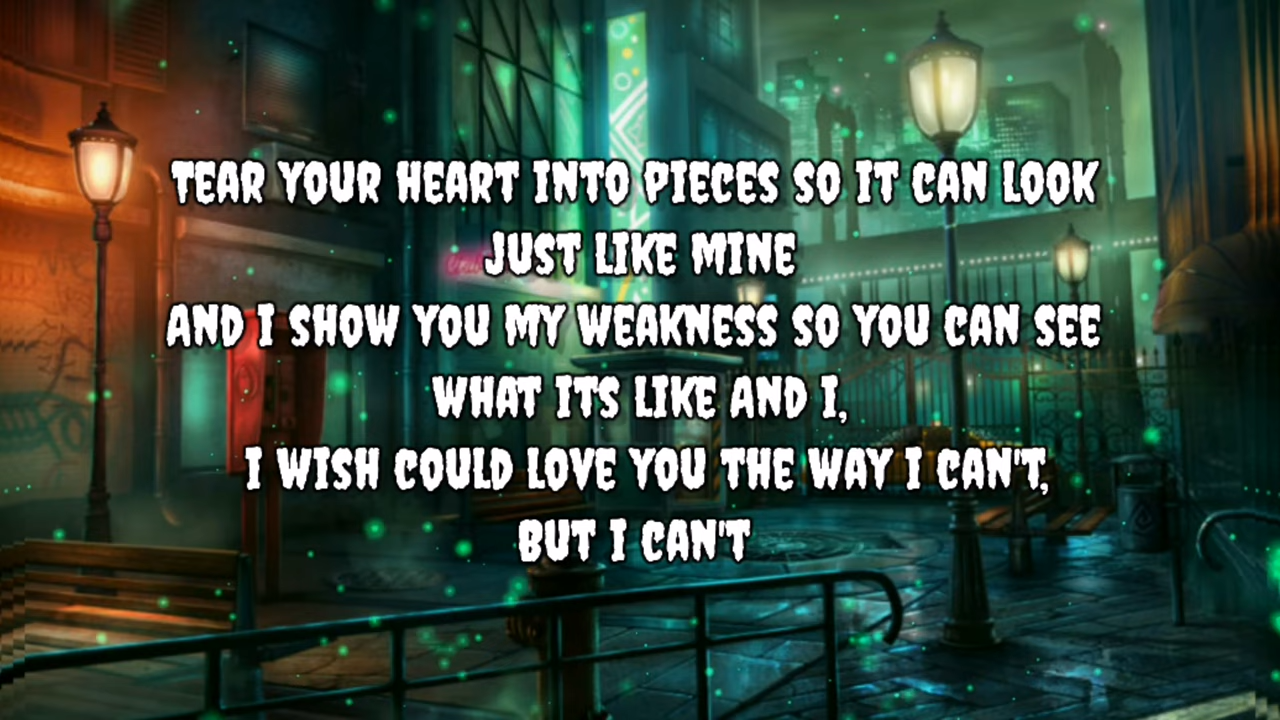 TEAR YOUR HEART INTO PIECES SO IT CAN LOOK
JUST LIKE MINE
AND I SHOW YOU MY WEAKNESS SO YOU CAN SEE
WHAT ITS LIKE AND I,
I WISH COULD LOVE YOU THE WAY I CAN'T,
BUT I CAN'T